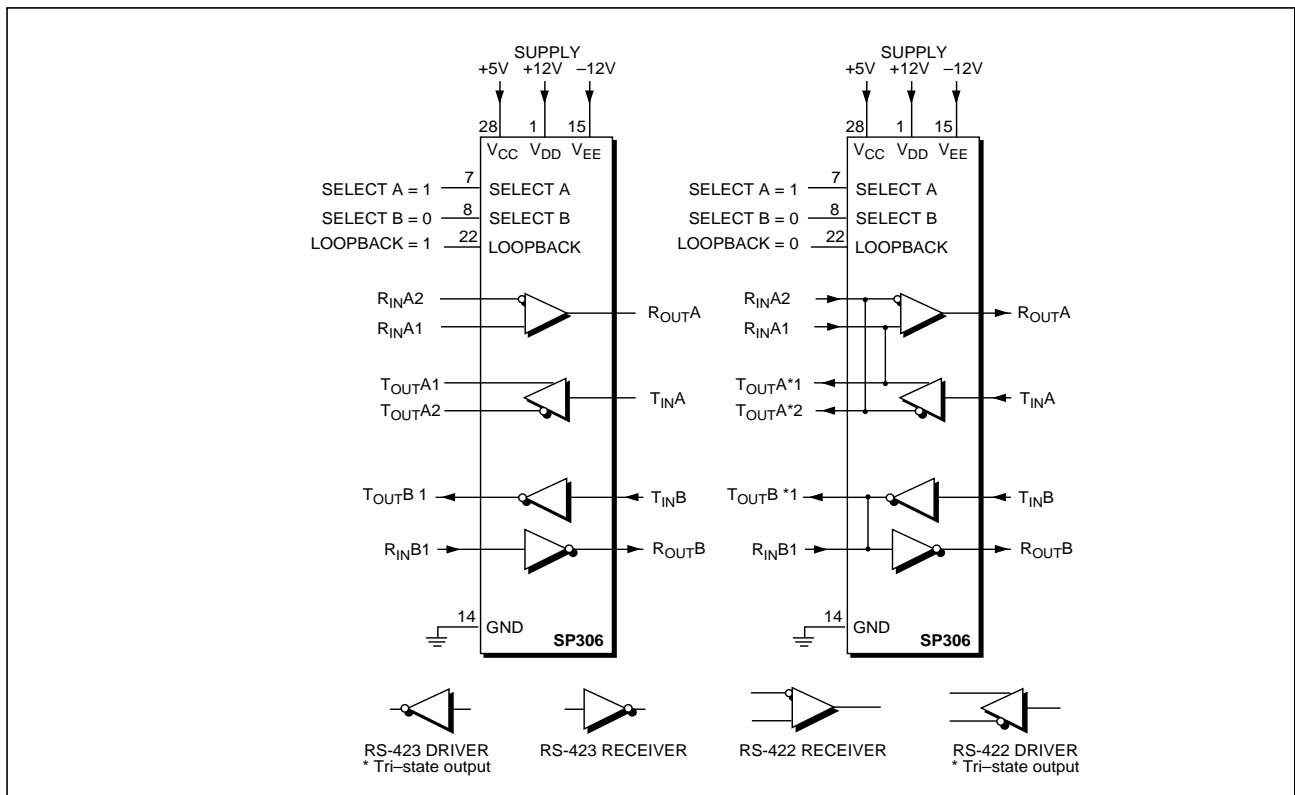 SUPPLY
+5V +12V –12V
28 1 15
VCC VDD VEE
SELECT A = 1 7 SELECT A
SELECT B = 0 8 SELECT B
LOOPBACK = 1 22 LOOPBACK
RINA2
RINA1
ROUTA
TOUTA1
TOUTA2
TINA
TOUTB 1
TINB
RINB1
ROUTB
14 GND
SP306
SUPPLY
+5V +12V –12V
28 1 15
VCC VDD VEE
SELECT A = 1 7 SELECT A
SELECT B = 0 8 SELECT B
LOOPBACK = 0 22 LOOPBACK
RINA2
RINA1
ROUTA
TOUTA*1
TOUTA*2
TINA
TOUTB *1
TINB
RINB1
ROUTB
14 GND
SP306
RS-423 DRIVER
* Tri–state output
RS-423 RECEIVER
RS-422 RECEIVER
RS-422 DRIVER
* Tri–state output